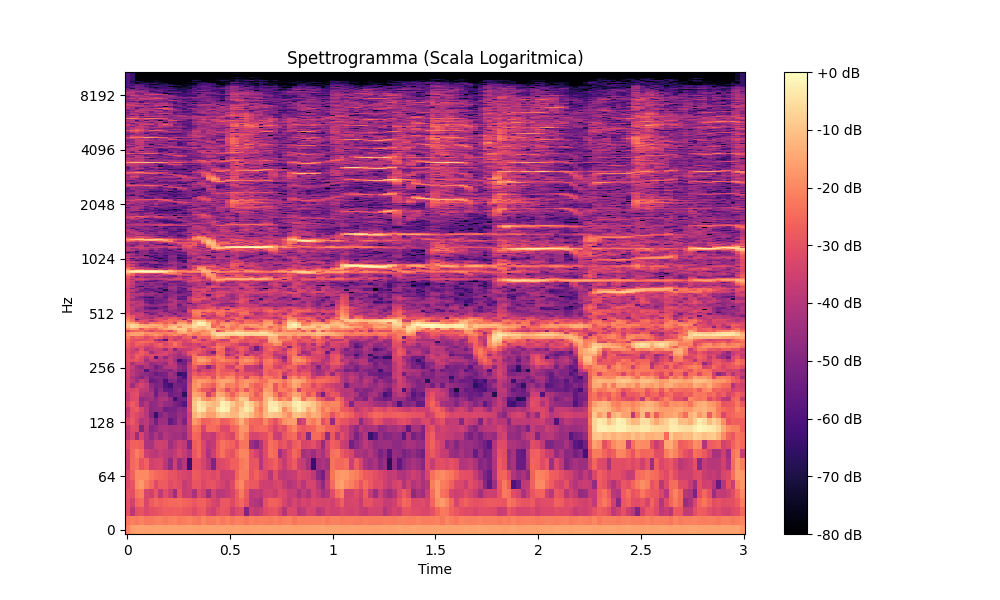 Spettrogramma (Scala Logaritmica)
Hz
8192
4096
2048
1024
512
256
128
64
0
0
0.5
1
1.5
2
2.5
3
Time
+0 dB
-10 dB
-20 dB
-30 dB
-40 dB
-50 dB
-60 dB
-70 dB
-80 dB